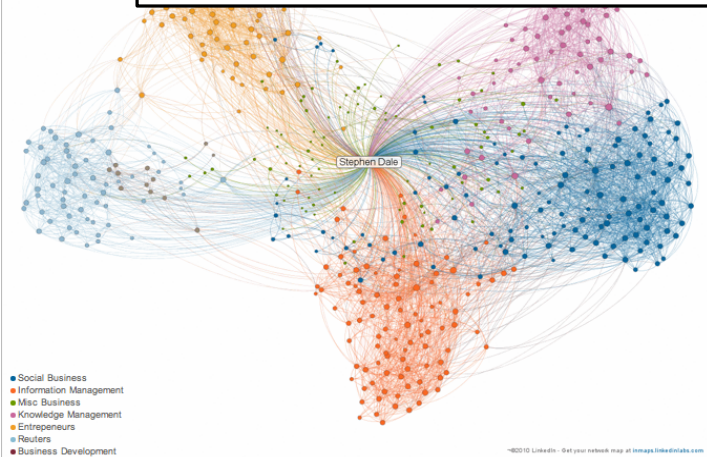 Stephen Dale
Social Business
Information Management
Misc Business
Knowledge Management
Entrepeneurs
Reuters
Business Development
©2010 LinkedIn - Get your network map at inmaps.linkedinlabs.com